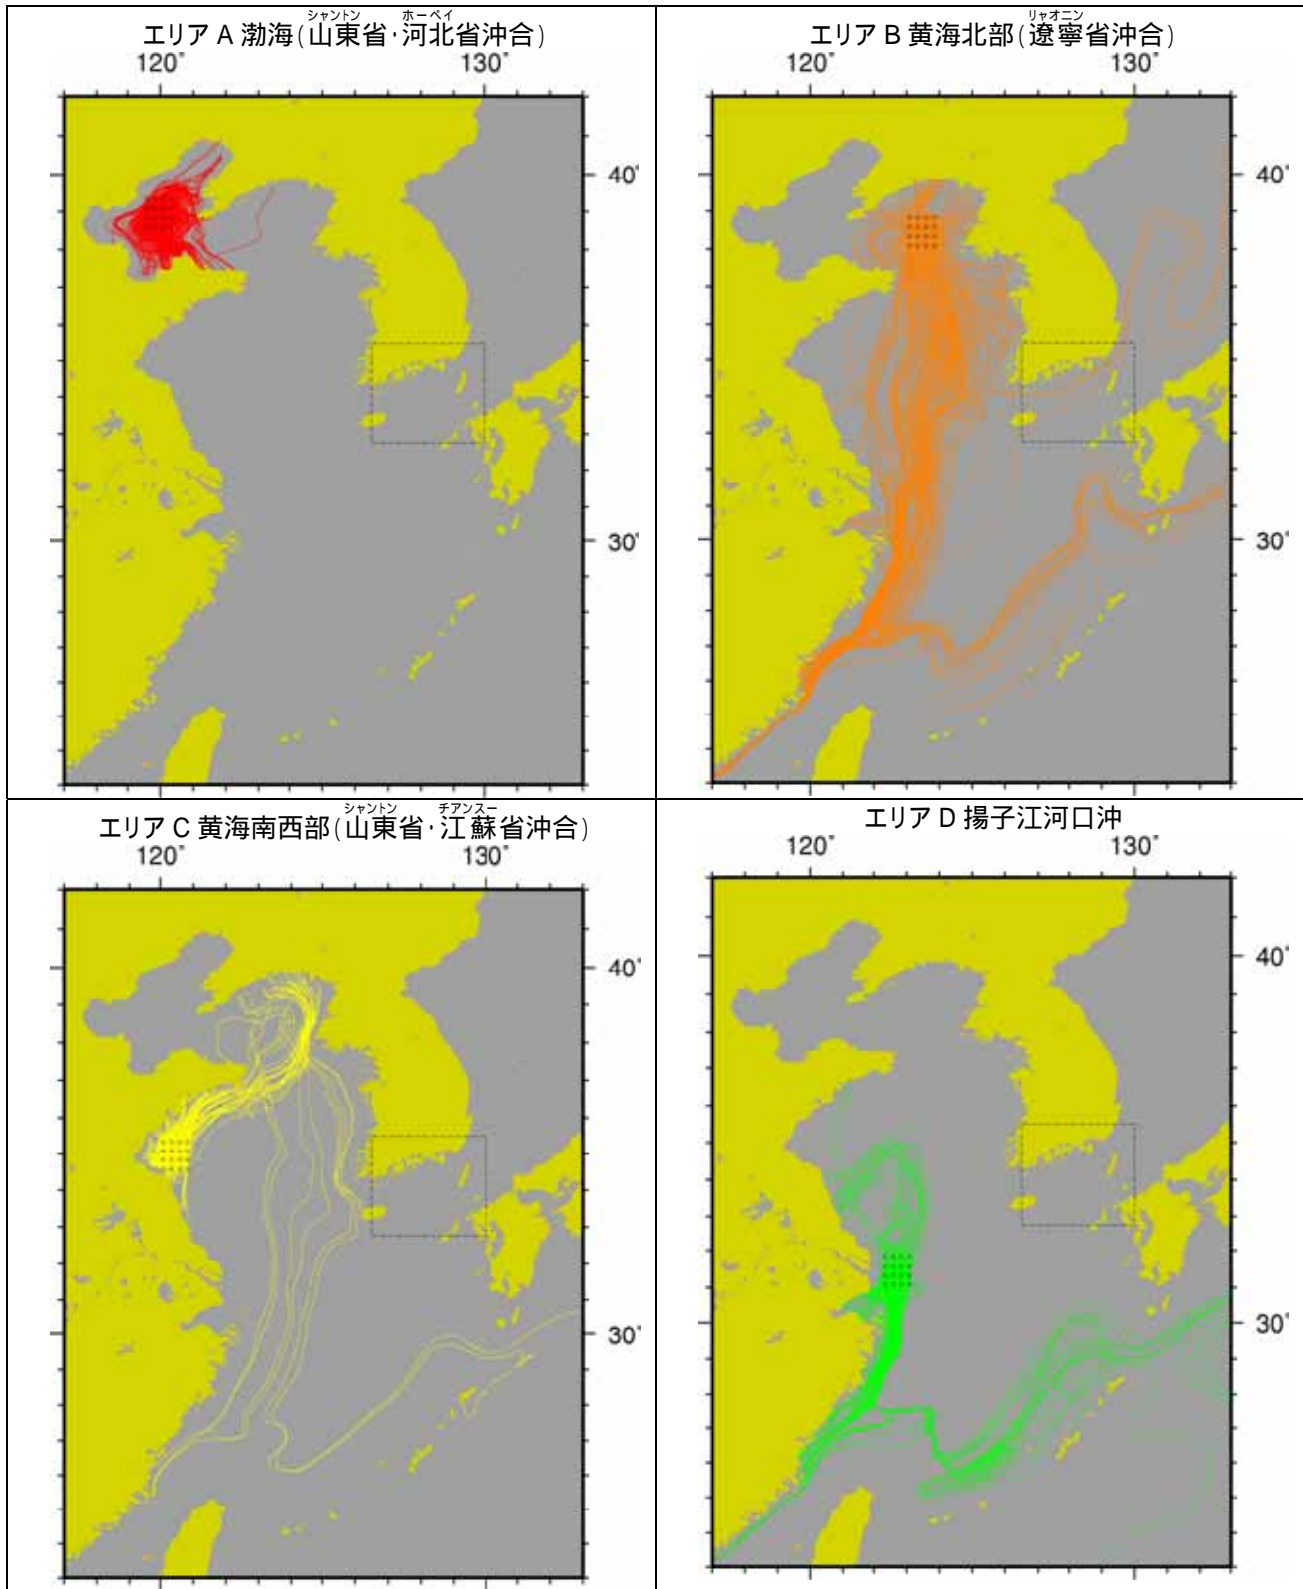 シャントン ホーペイ
エリア A 渤海(山東省・河北省沖合)
120° 130°
40°
30°
リャオニン
エリア B 黄海北部(遼寧省沖合)
120° 130°
40°
30°
シャントン チアンスー
エリア C 黄海南西部(山東省・江蘇省沖合)
120° 130°
40°
30°
エリア D 揚子江河口沖
120° 130°
40°
30°